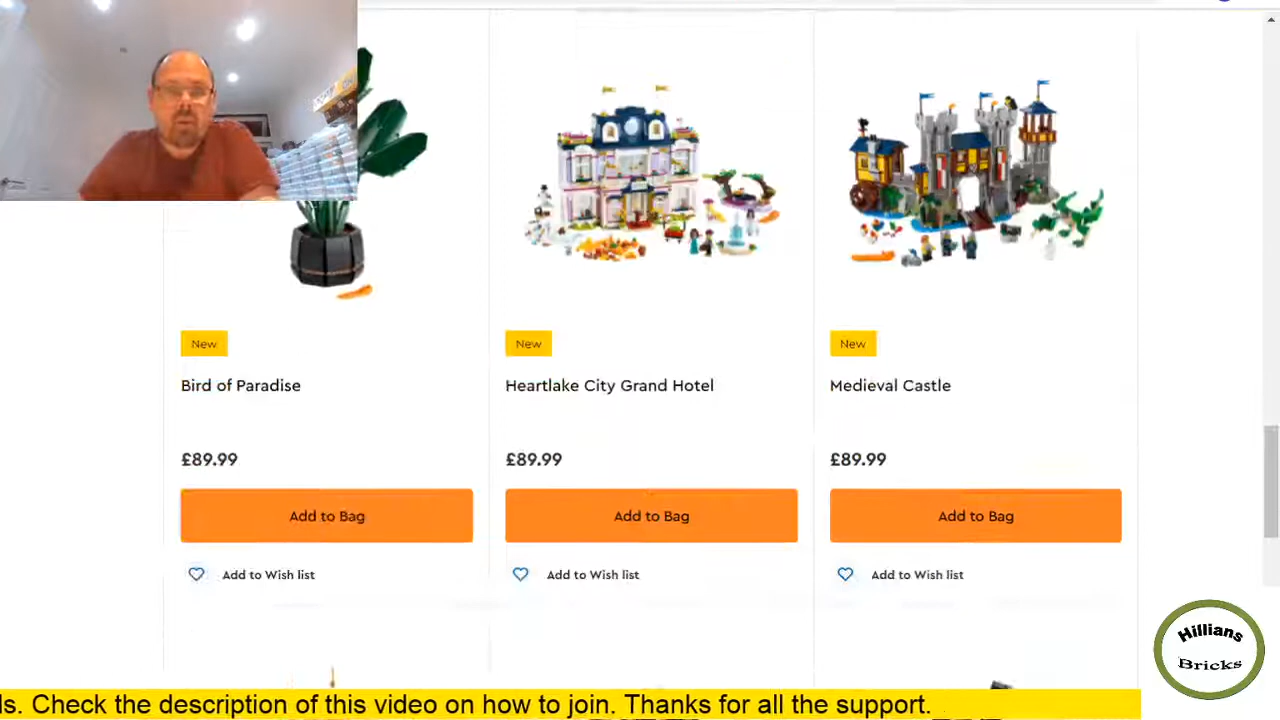 New
New
New
Bird of Paradise
Heartlake City Grand Hotel
Medieval Castle
£89.99
£89.99
£89.99
Add to Bag
Add to Bag
Add to Bag
Add to Wish list
Add to Wish list
Add to Wish list
Hillians
Bricks
ls. Check the description of this video on how to join. Thanks for all the support.